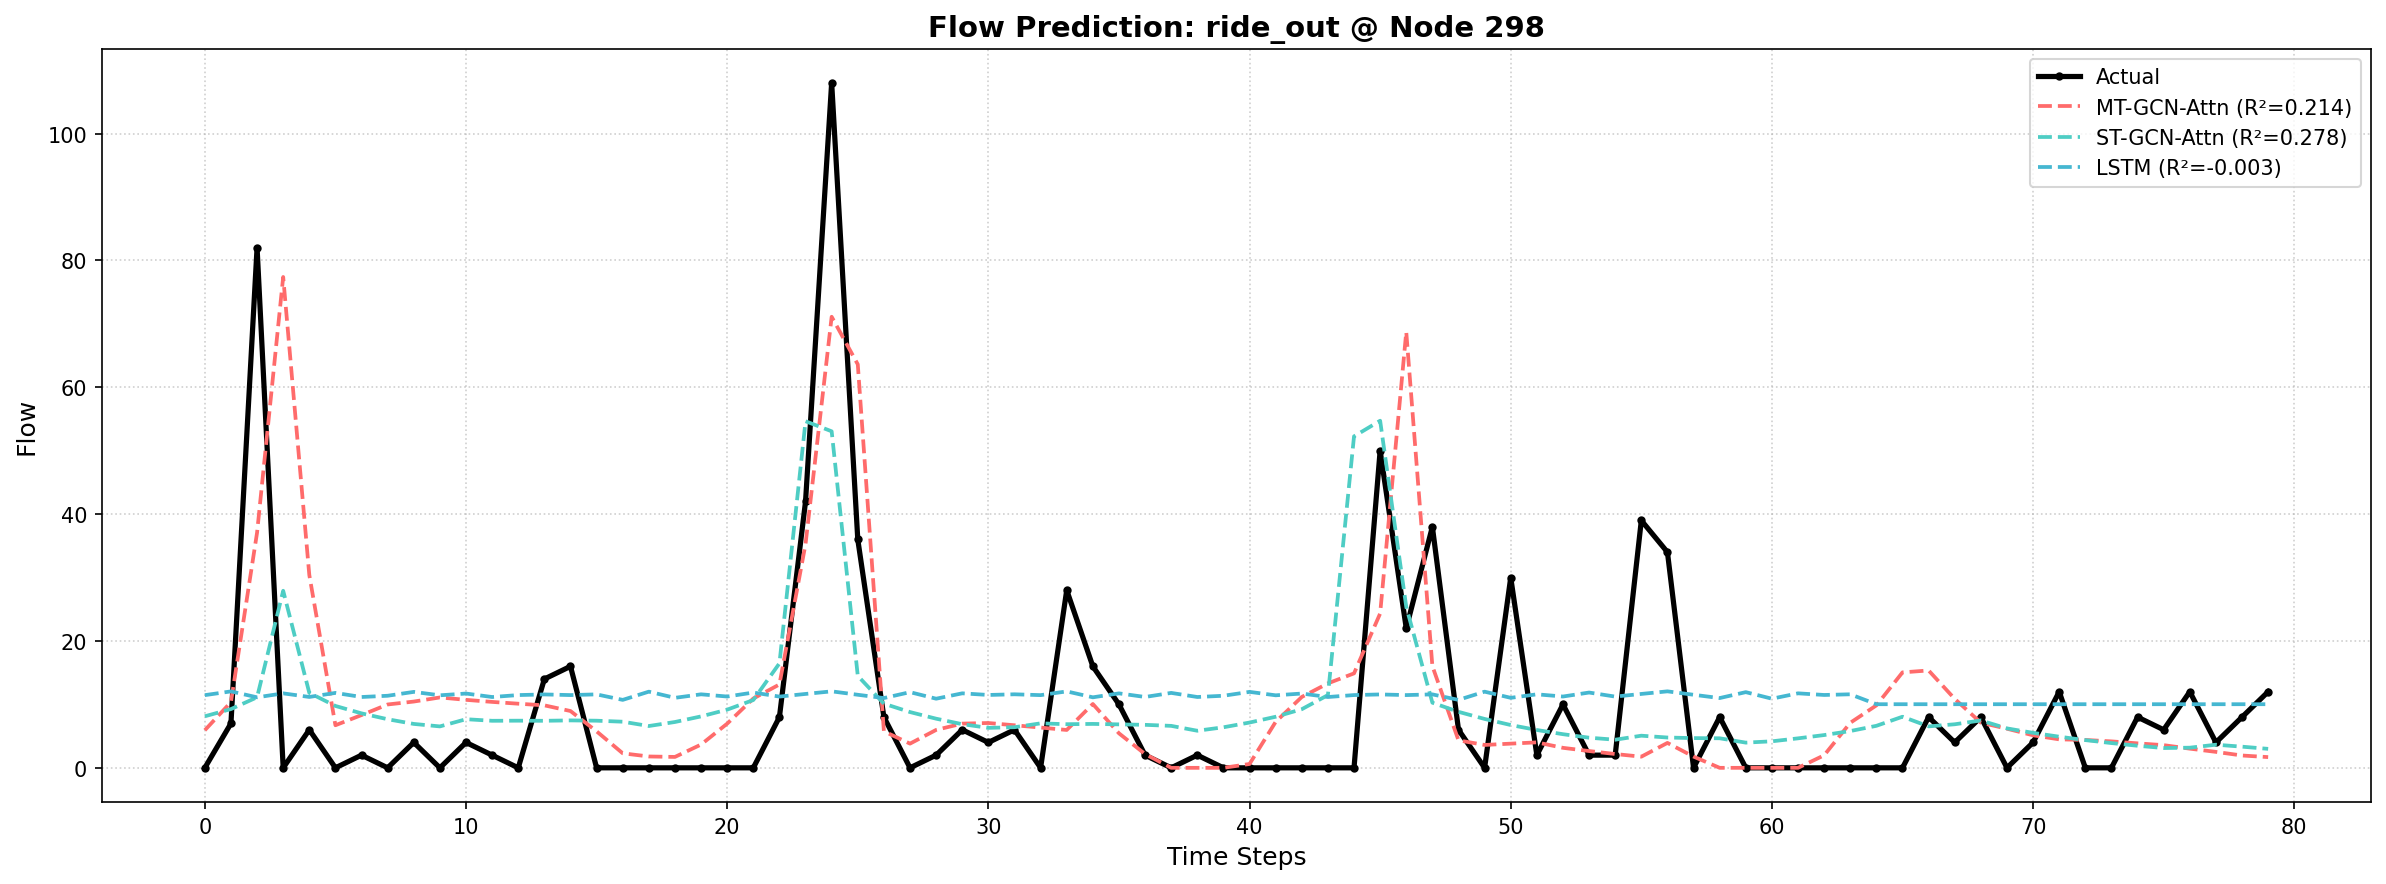 Flow Prediction: ride_out @ Node 298
Actual
MT-GCN-Attn (R²=0.214)
ST-GCN-Attn (R²=0.278)
LSTM (R²=-0.003)
Flow
100
80
60
40
20
0
0 10 20 30 40 50 60 70 80
Time Steps